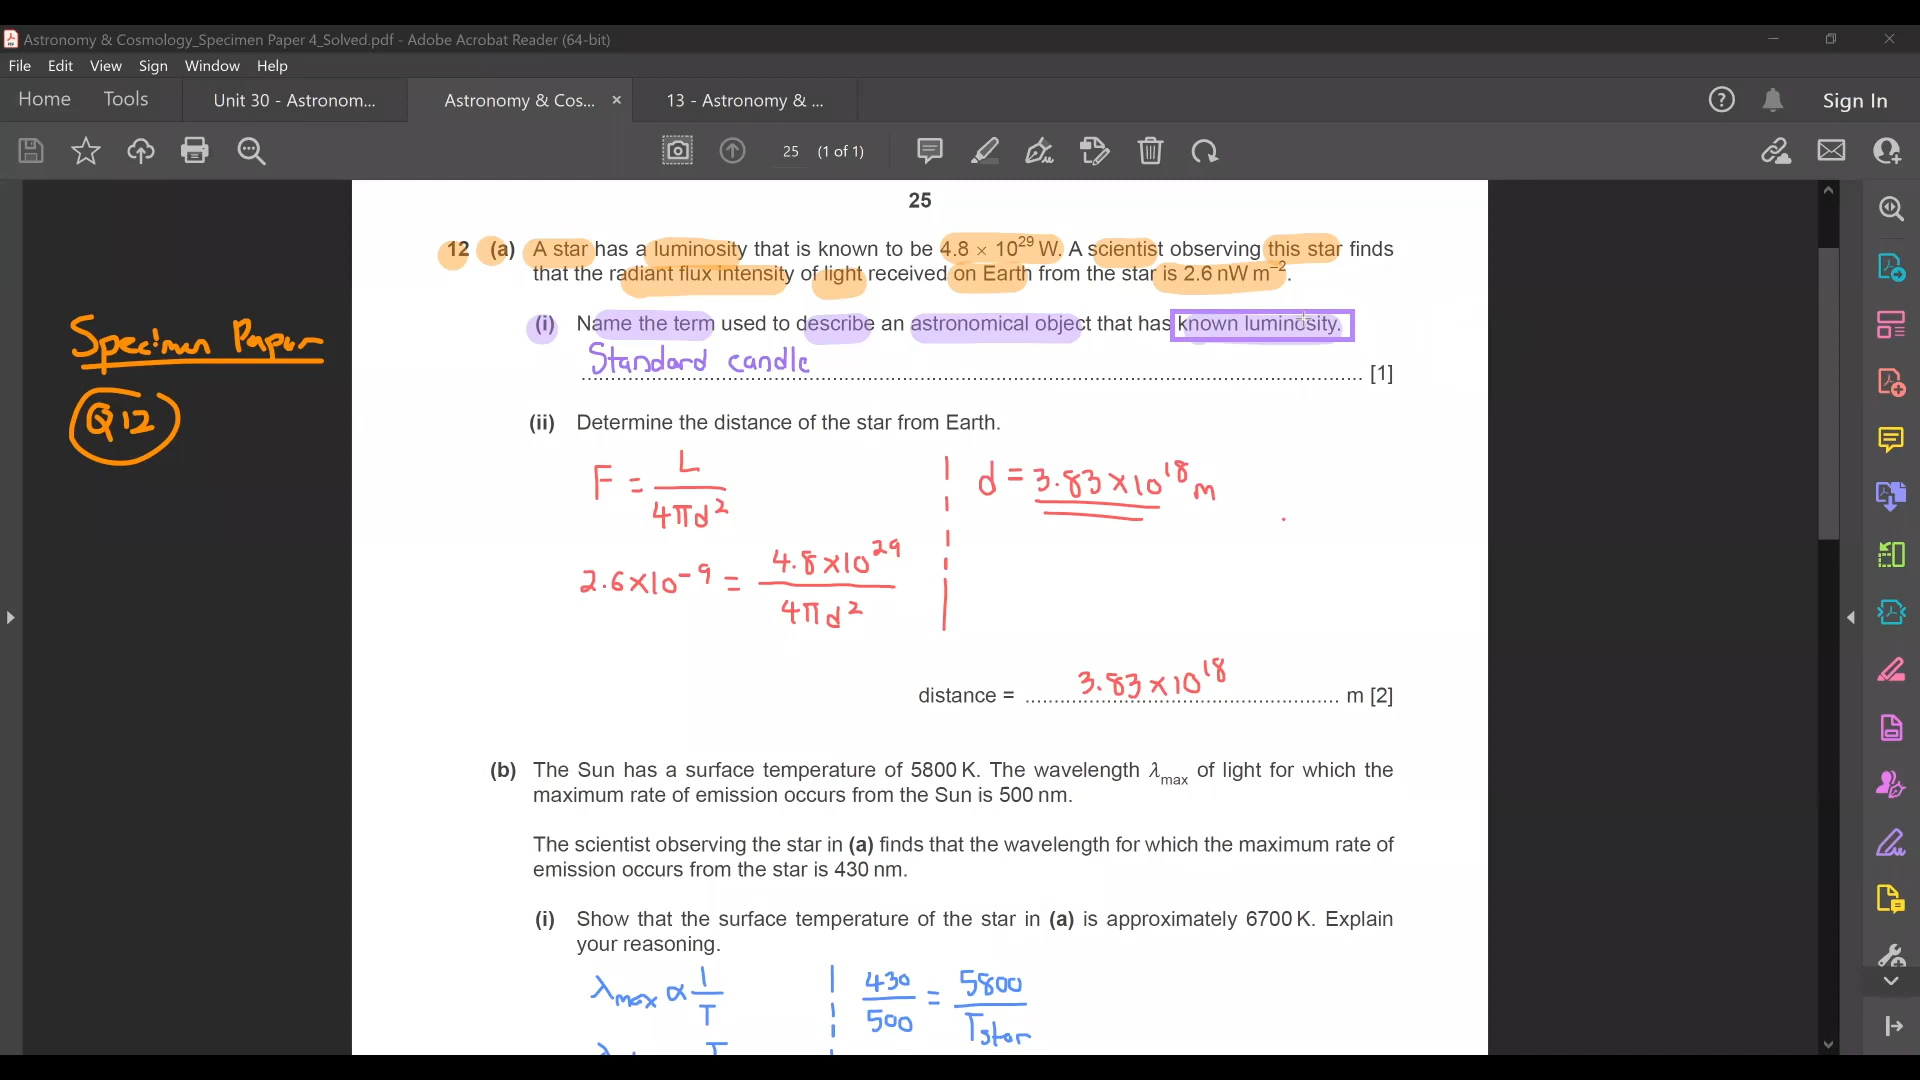 Astronomy & Cosmology_Specimen Paper 4_Solved.pdf - Adobe Acrobat Reader (64-bit)
File Edit View Sign Window Help
Home Tools Unit 30 - Astronom... Astronomy & Cos... × 13 - Astronomy & ... Sign In
25 (1 of 1)
25
12 (a) A star has a luminosity that is known to be 4.8 × 10²⁹ W. A scientist observing this star finds
that the radiant flux intensity of light received on Earth from the star is 2.6 nW m⁻².
(i) Name the term used to describe an astronomical object that has known luminosity.
Standard candle
[1]
Specimen Paper
Q12
(ii) Determine the distance of the star from Earth.
F = L / 4πd²
d = 3.83 × 10¹⁸ m
2.6 × 10⁻⁹ = 4.8 × 10²⁹ / 4πd²
distance = 3.83 × 10¹⁸ m [2]
(b) The Sun has a surface temperature of 5800 K. The wavelength λmax of light for which the
maximum rate of emission occurs from the Sun is 500 nm.
The scientist observing the star in (a) finds that the wavelength for which the maximum rate of
emission occurs from the star is 430 nm.
(i) Show that the surface temperature of the star in (a) is approximately 6700 K. Explain
your reasoning.
λmax ∝ 1 / T
430 / 500 = 5800 / Tstar